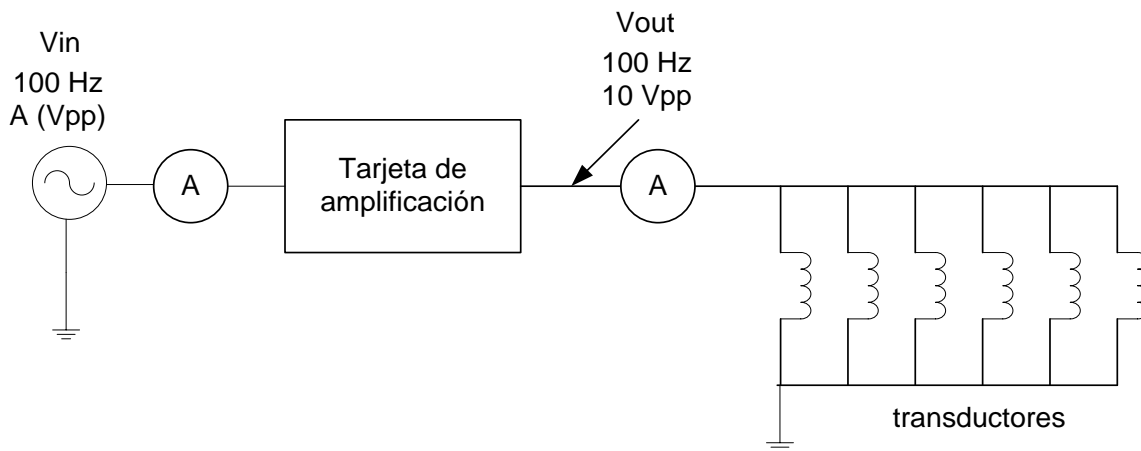 Vin
100 Hz
A (Vpp)
A
Tarjeta de
amplificación
Vout
100 Hz
10 Vpp
A
transductores